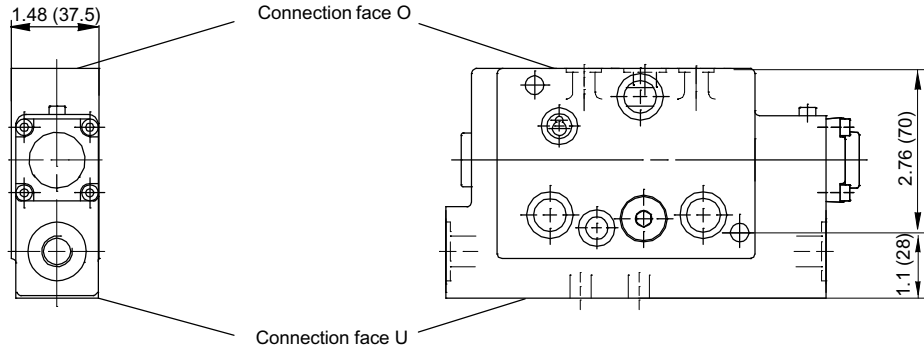 1.48 (37.5)
Connection face O
2.76 (70)
1.1 (28)
Connection face U